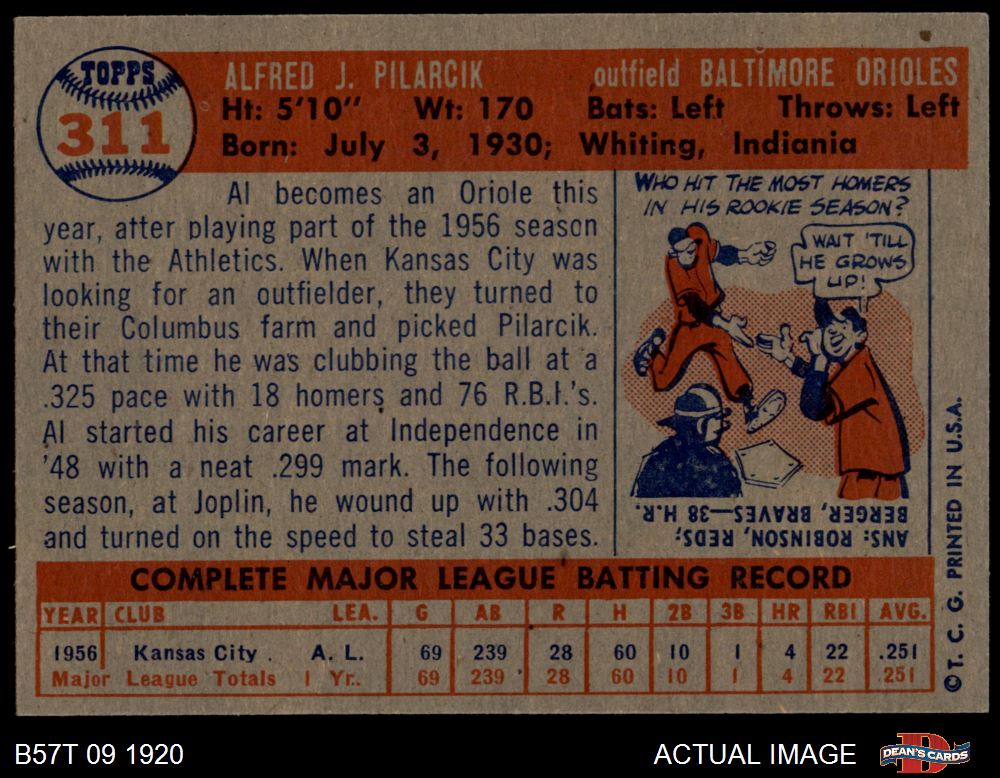 TOPPS
311
ALFRED J. PILARCIK outfield BALTIMORE ORIOLES
Ht: 5'10" Wt: 170 Bats: Left Throws: Left
Born: July 3, 1930; Whiting, Indiania
Al becomes an Oriole this
year, after playing part of the 1956 season
with the Athletics. When Kansas City was
looking for an outfielder, they turned to
their Columbus farm and picked Pilarcik.
At that time he was clubbing the ball at a
.325 pace with 18 homers and 76 R.B.I.'s.
Al started his career at Independence in
'48 with a neat .299 mark. The following
season, at Joplin, he wound up with .304
and turned on the speed to steal 33 bases.
WHO HIT THE MOST HOMERS
IN HIS ROOKIE SEASON?
WAIT 'TILL
HE GROWS
UP!
ANS: ROBINSON, REDS;
BERGER, BRAVES—38 H.R.
COMPLETE MAJOR LEAGUE BATTING RECORD
YEAR CLUB LEA. G AB R H 2B 3B HR RBI AVG.
1956 Kansas City . A. L. 69 239 28 60 10 1 4 22 .251
Major League Totals 1 Yr.. 69 239 28 60 10 1 4 22 .251
©T. C. G. PRINTED IN U.S.A.
B57T 09 1920 ACTUAL IMAGE
DEAN'S CARDS